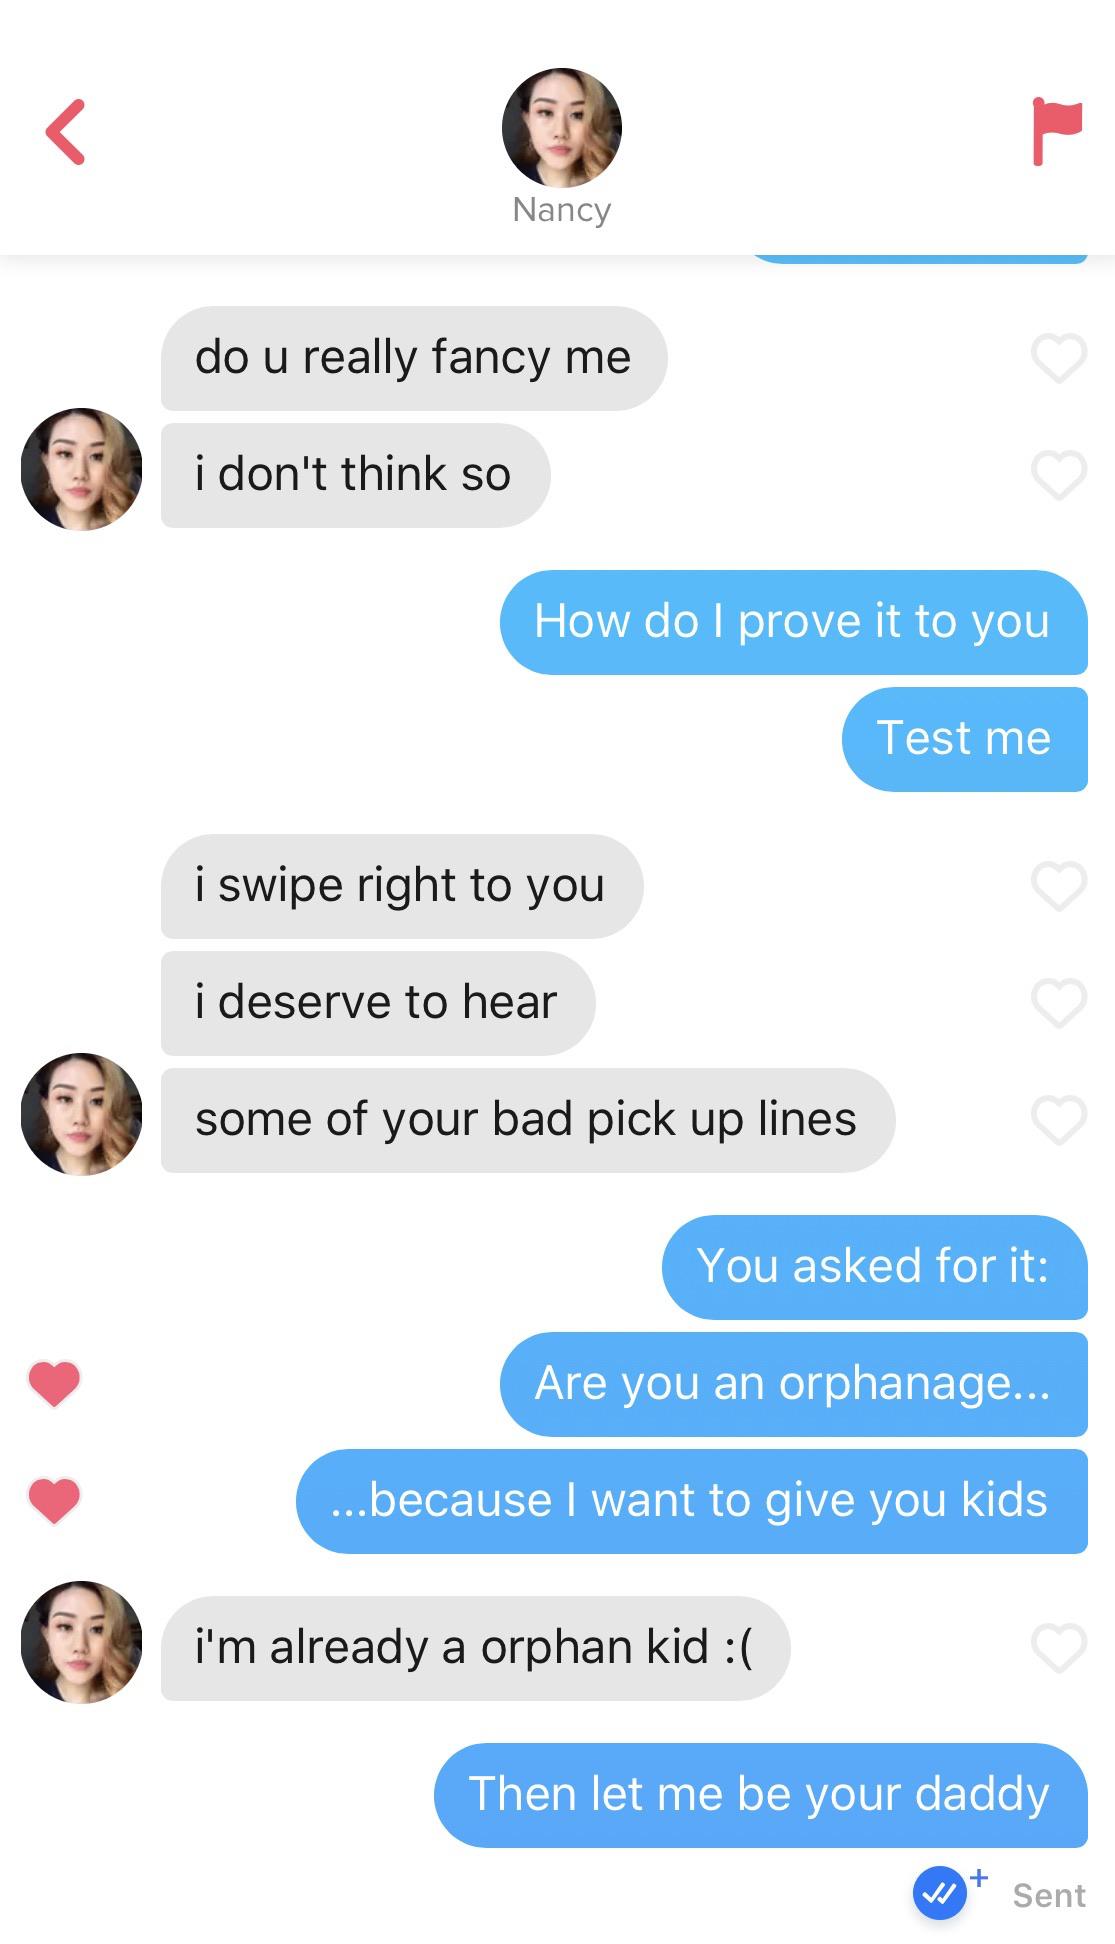 Nancy
do u really fancy me
i don't think so
How do I prove it to you
Test me
i swipe right to you
i deserve to hear
some of your bad pick up lines
You asked for it:
Are you an orphanage...
...because I want to give you kids
i'm already a orphan kid :(
Then let me be your daddy
Sent